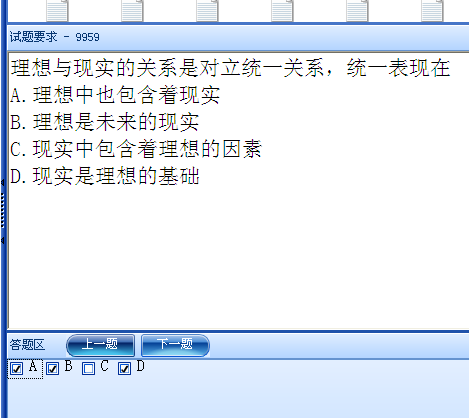 试题要求 - 9959
理想与现实的关系是对立统一关系，统一表现在
A.理想中也包含着现实
B.理想是未来的现实
C.现实中包含着理想的因素
D.现实是理想的基础
答题区 上一题 下一题
A B C D